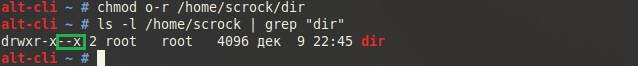 alt-cli ~ # chmod o-r /home/scrock/dir
alt-cli ~ # ls -l /home/scrock | grep "dir"
drwxr-x--x 2 root   root   4096 дек  9 22:45 dir
alt-cli ~ #